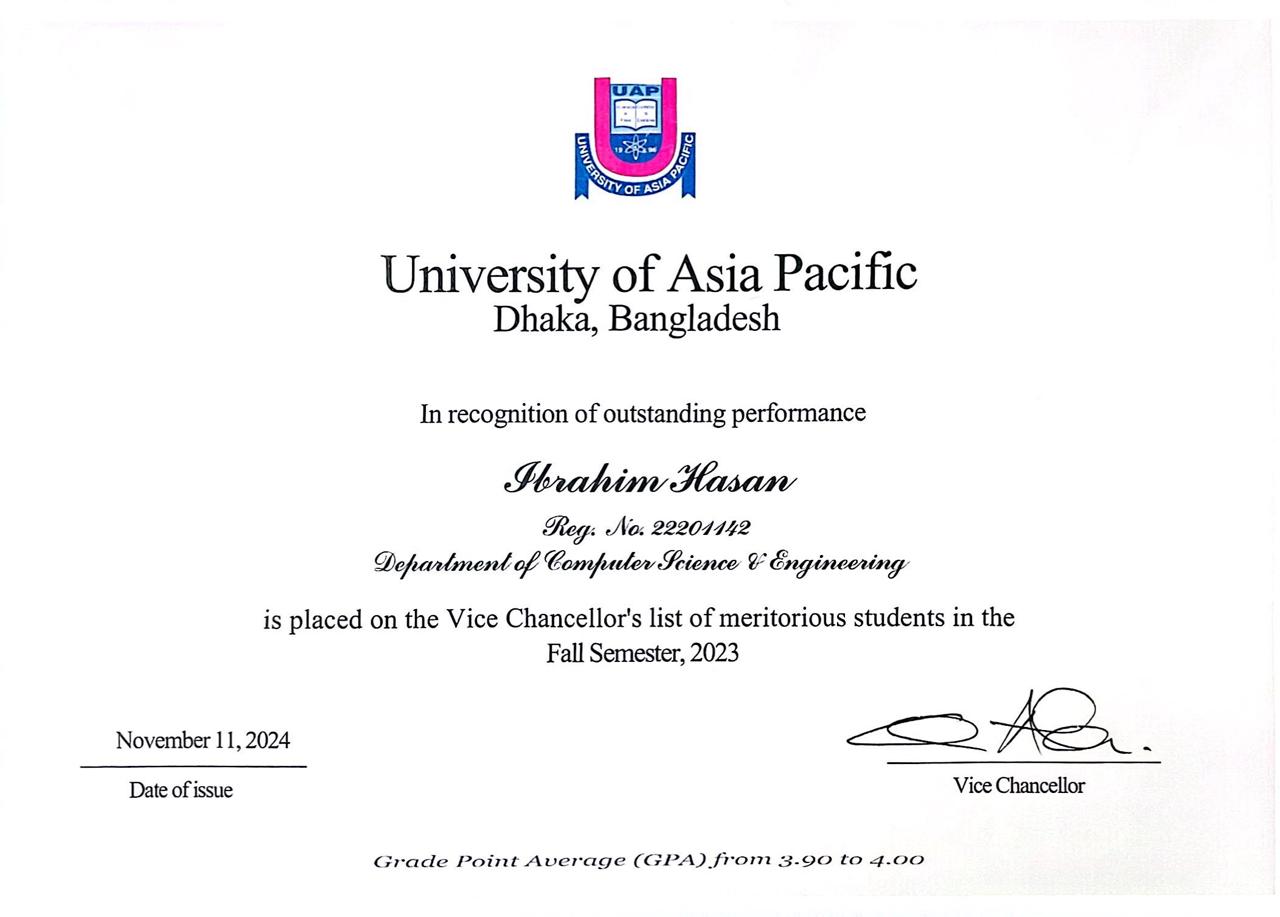 UAP
19 96
UNIVERSITY OF ASIA PACIFIC
University of Asia Pacific
Dhaka, Bangladesh
In recognition of outstanding performance
Ibrahim Hasan
Reg. No. 22201142
Department of Computer Science & Engineering
is placed on the Vice Chancellor's list of meritorious students in the
Fall Semester, 2023
November 11, 2024
Date of issue
Vice Chancellor
Grade Point Average (GPA) from 3.90 to 4.00